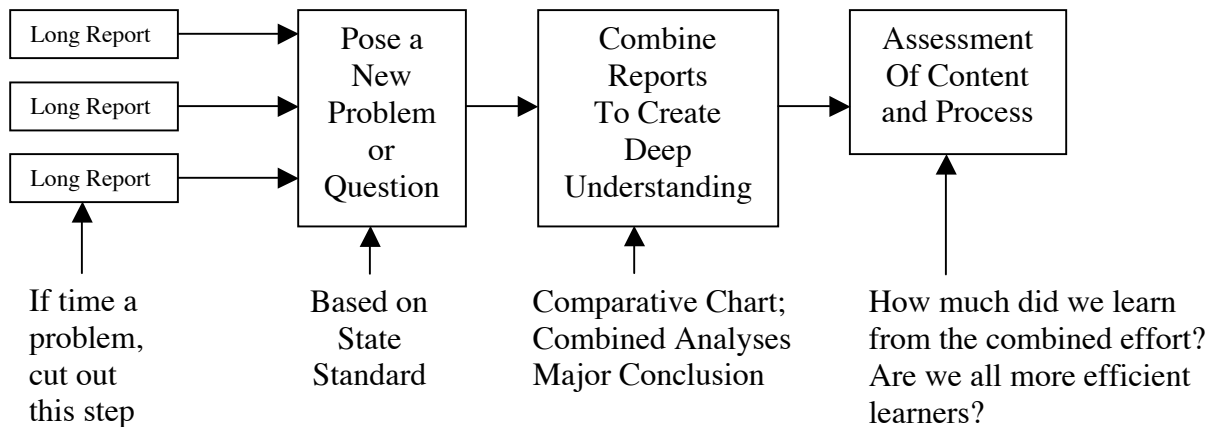 Long Report
Long Report
Long Report
Pose a
New
Problem
or
Question
Combine
Reports
To Create
Deep
Understanding
Assessment
Of Content
and Process
If time a
problem,
cut out
this step
Based on
State
Standard
Comparative Chart;
Combined Analyses
Major Conclusion
How much did we learn
from the combined effort?
Are we all more efficient
learners?